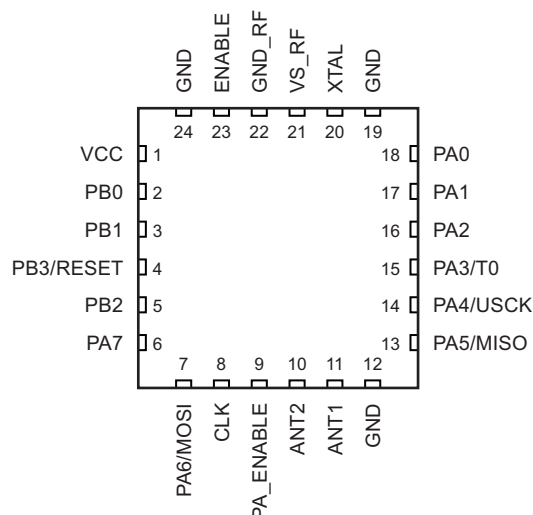 GND
ENABLE
GND_RF
VS_RF
XTAL
GND
24 23 22 21 20 19
VCC 1 18 PA0
PB0 2 17 PA1
PB1 3 16 PA2
PB3/RESET 4 15 PA3/T0
PB2 5 14 PA4/USCK
PA7 6 13 PA5/MISO
7 8 9 10 11 12
PA6/MOSI
CLK
PA_ENABLE
ANT2
ANT1
GND